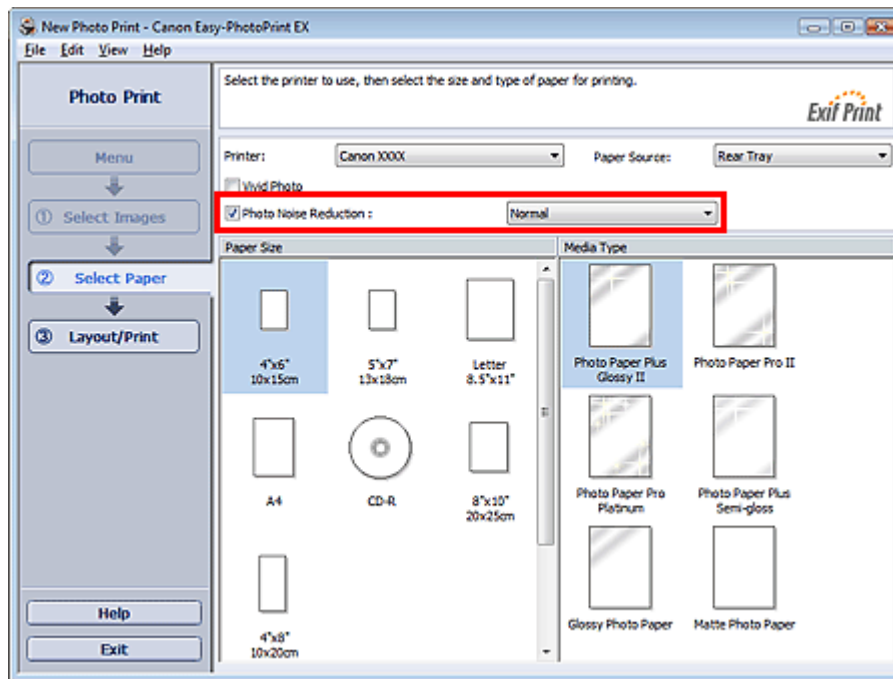 New Photo Print - Canon Easy-PhotoPrint EX
File Edit View Help
Photo Print
Select the printer to use, then select the size and type of paper for printing.
Exif Print
Menu
① Select Images
② Select Paper
③ Layout/Print
Help
Exit
Printer: Canon XXXX Paper Source: Rear Tray
Vivid Photo
Photo Noise Reduction : Normal
Paper Size
4"x6"
10x15cm
5"x7"
13x18cm
Letter
8.5"x11"
A4
CD-R
8"x10"
20x25cm
4"x8"
10x20cm
Media Type
Photo Paper Plus
Glossy II
Photo Paper Pro II
Photo Paper Pro
Platinum
Photo Paper Plus
Semi-gloss
Glossy Photo Paper
Matte Photo Paper